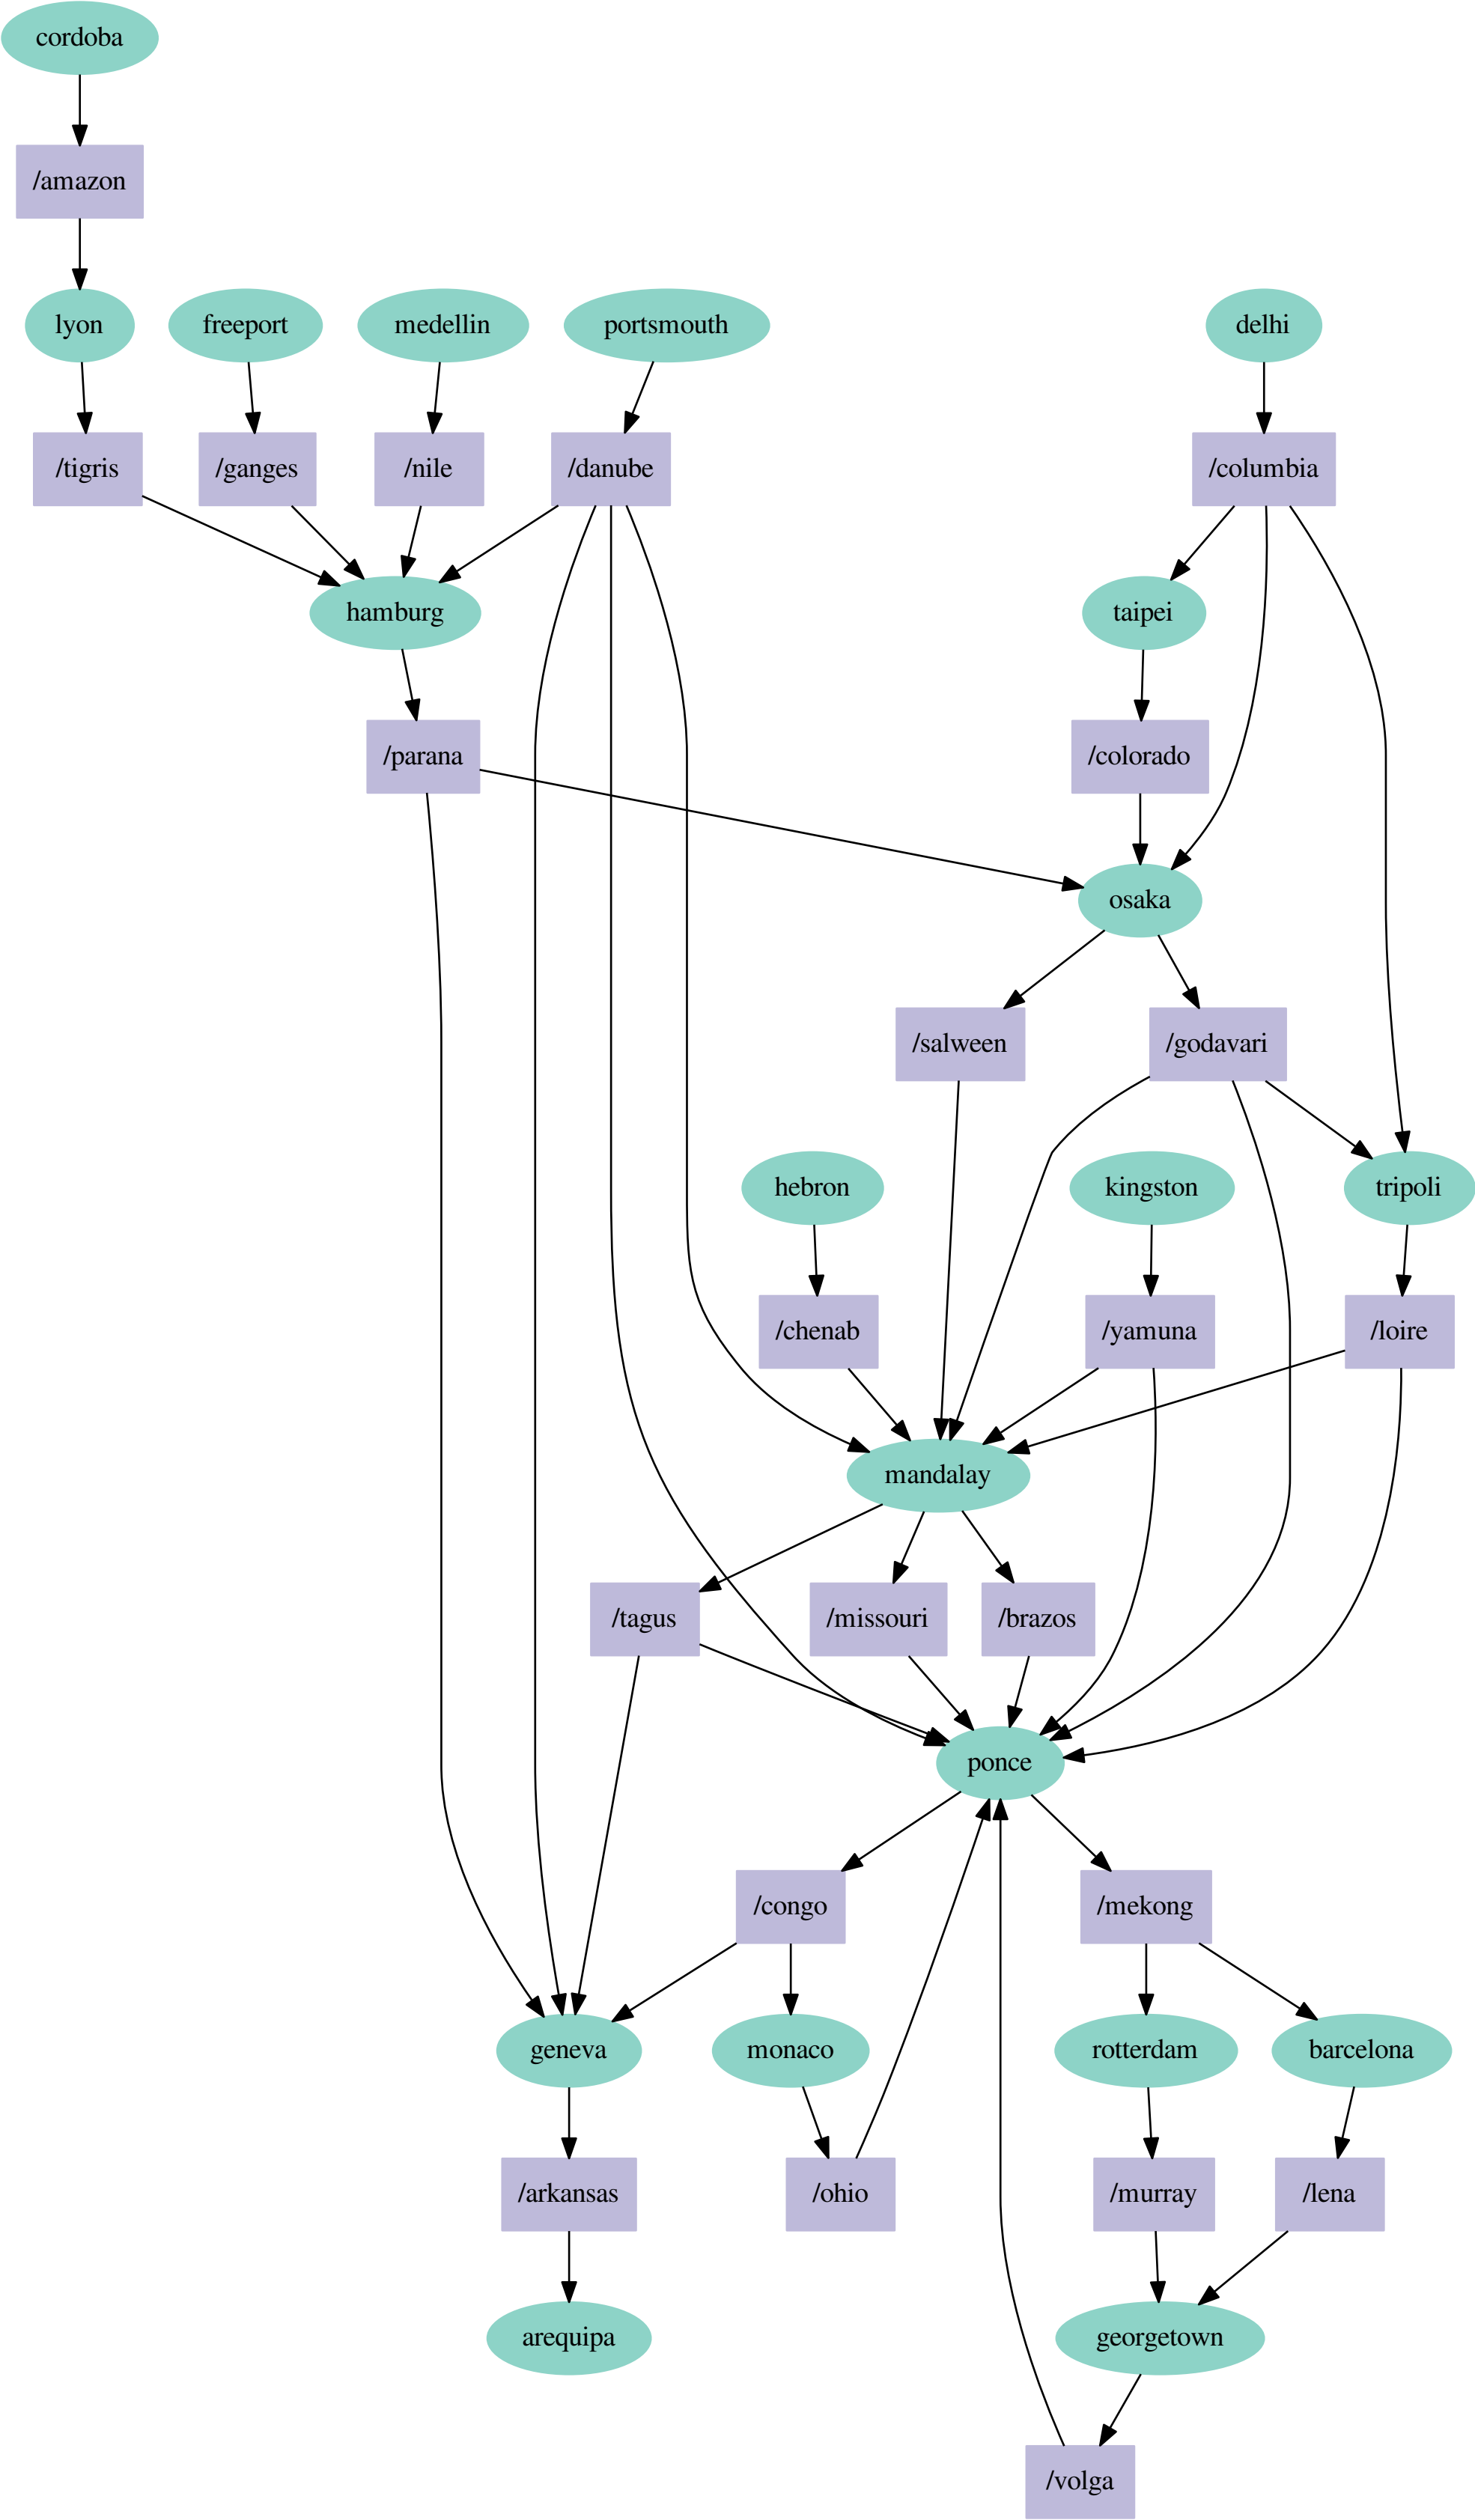 cordoba
/amazon
lyon
freeport
medellin
portsmouth
delhi
/tigris
/ganges
/nile
/danube
/columbia
hamburg
taipei
/parana
/colorado
osaka
/salween
/godavari
hebron
kingston
tripoli
/chenab
/yamuna
/loire
mandalay
/tagus
/missouri
/brazos
ponce
/congo
/mekong
geneva
monaco
rotterdam
barcelona
/arkansas
/ohio
/murray
/lena
arequipa
georgetown
/volga